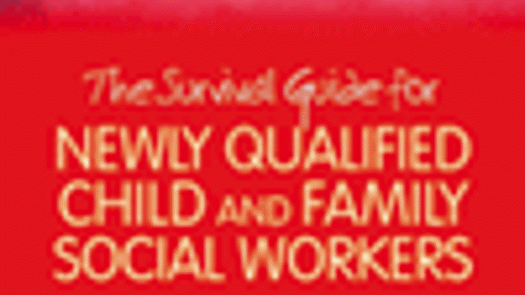 The Survival Guide for
NEWLY QUALIFIED
CHILD AND FAMILY
SOCIAL WORKERS